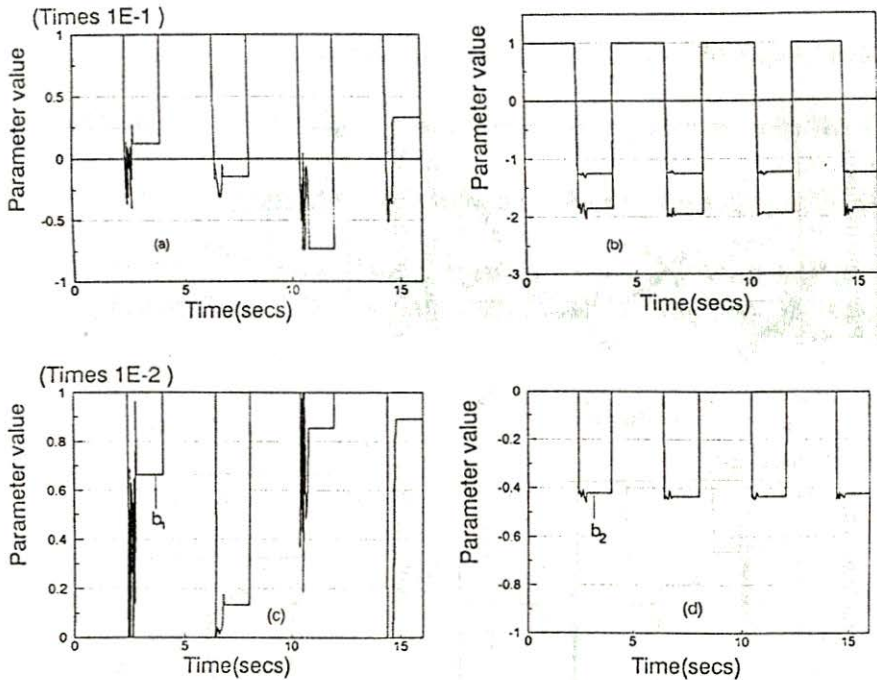 (Times 1E-1)
Parameter value
1
0.5
0
-0.5
-1
(a)
0
5
10
15
Time(secs)
Parameter value
1
0
-1
-2
-3
(b)
0
5
10
15
Time(secs)
(Times 1E-2 )
Parameter value
1
0.8
0.6
0.4
0.2
0
b1
(c)
0
5
10
15
Time(secs)
Parameter value
0
-0.2
-0.4
-0.6
-0.8
-1
b2
(d)
0
5
10
15
Time(secs)